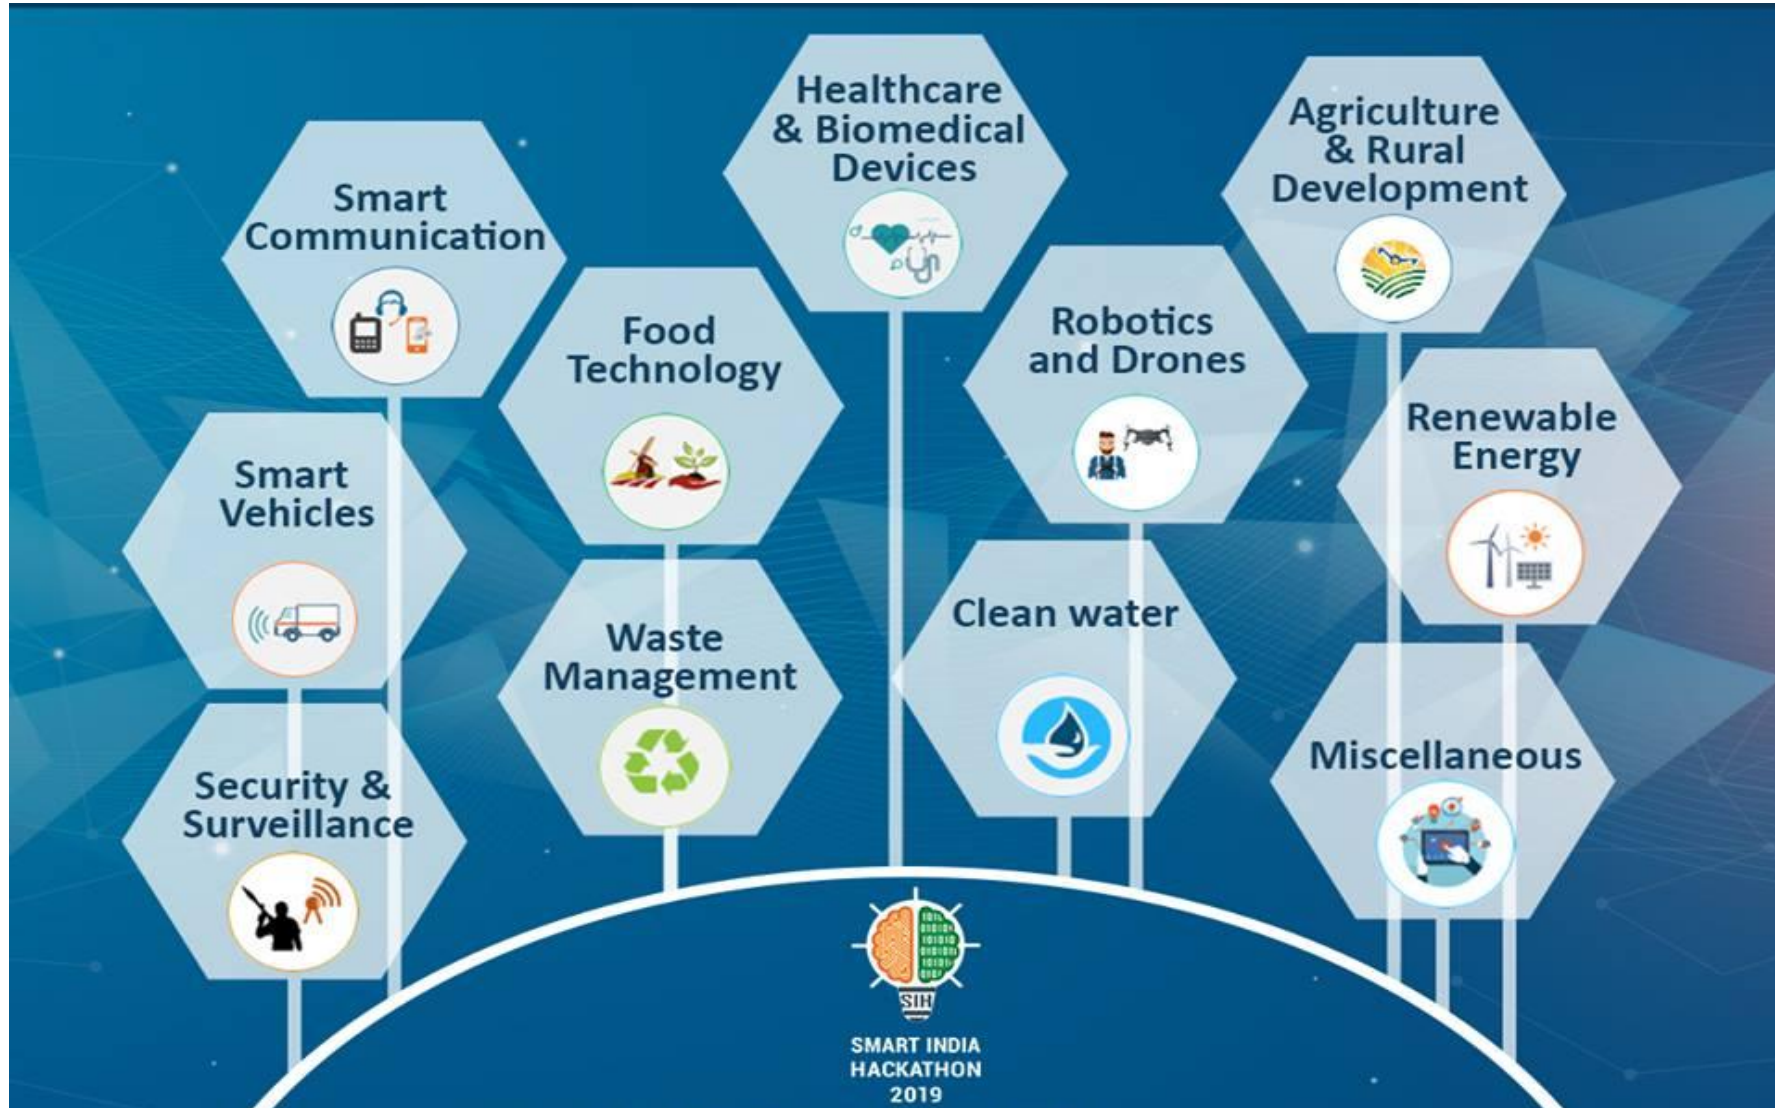 Healthcare
& Biomedical
Devices
Agriculture
& Rural
Development
Smart
Communication
Food
Technology
Robotics
and Drones
Renewable
Energy
Smart
Vehicles
Waste
Management
Clean water
Miscellaneous
Security &
Surveillance
SIH
SMART INDIA
HACKATHON
2019